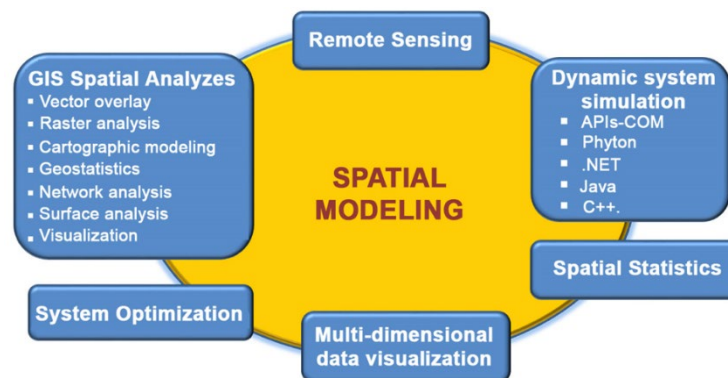 Remote Sensing
GIS Spatial Analyzes
▪ Vector overlay
▪ Raster analysis
▪ Cartographic modeling
▪ Geostatistics
▪ Network analysis
▪ Surface analysis
▪ Visualization
Dynamic system
simulation
▪ APIs-COM
▪ Phyton
▪ .NET
▪ Java
▪ C++.
SPATIAL
MODELING
Spatial Statistics
System Optimization
Multi-dimensional
data visualization